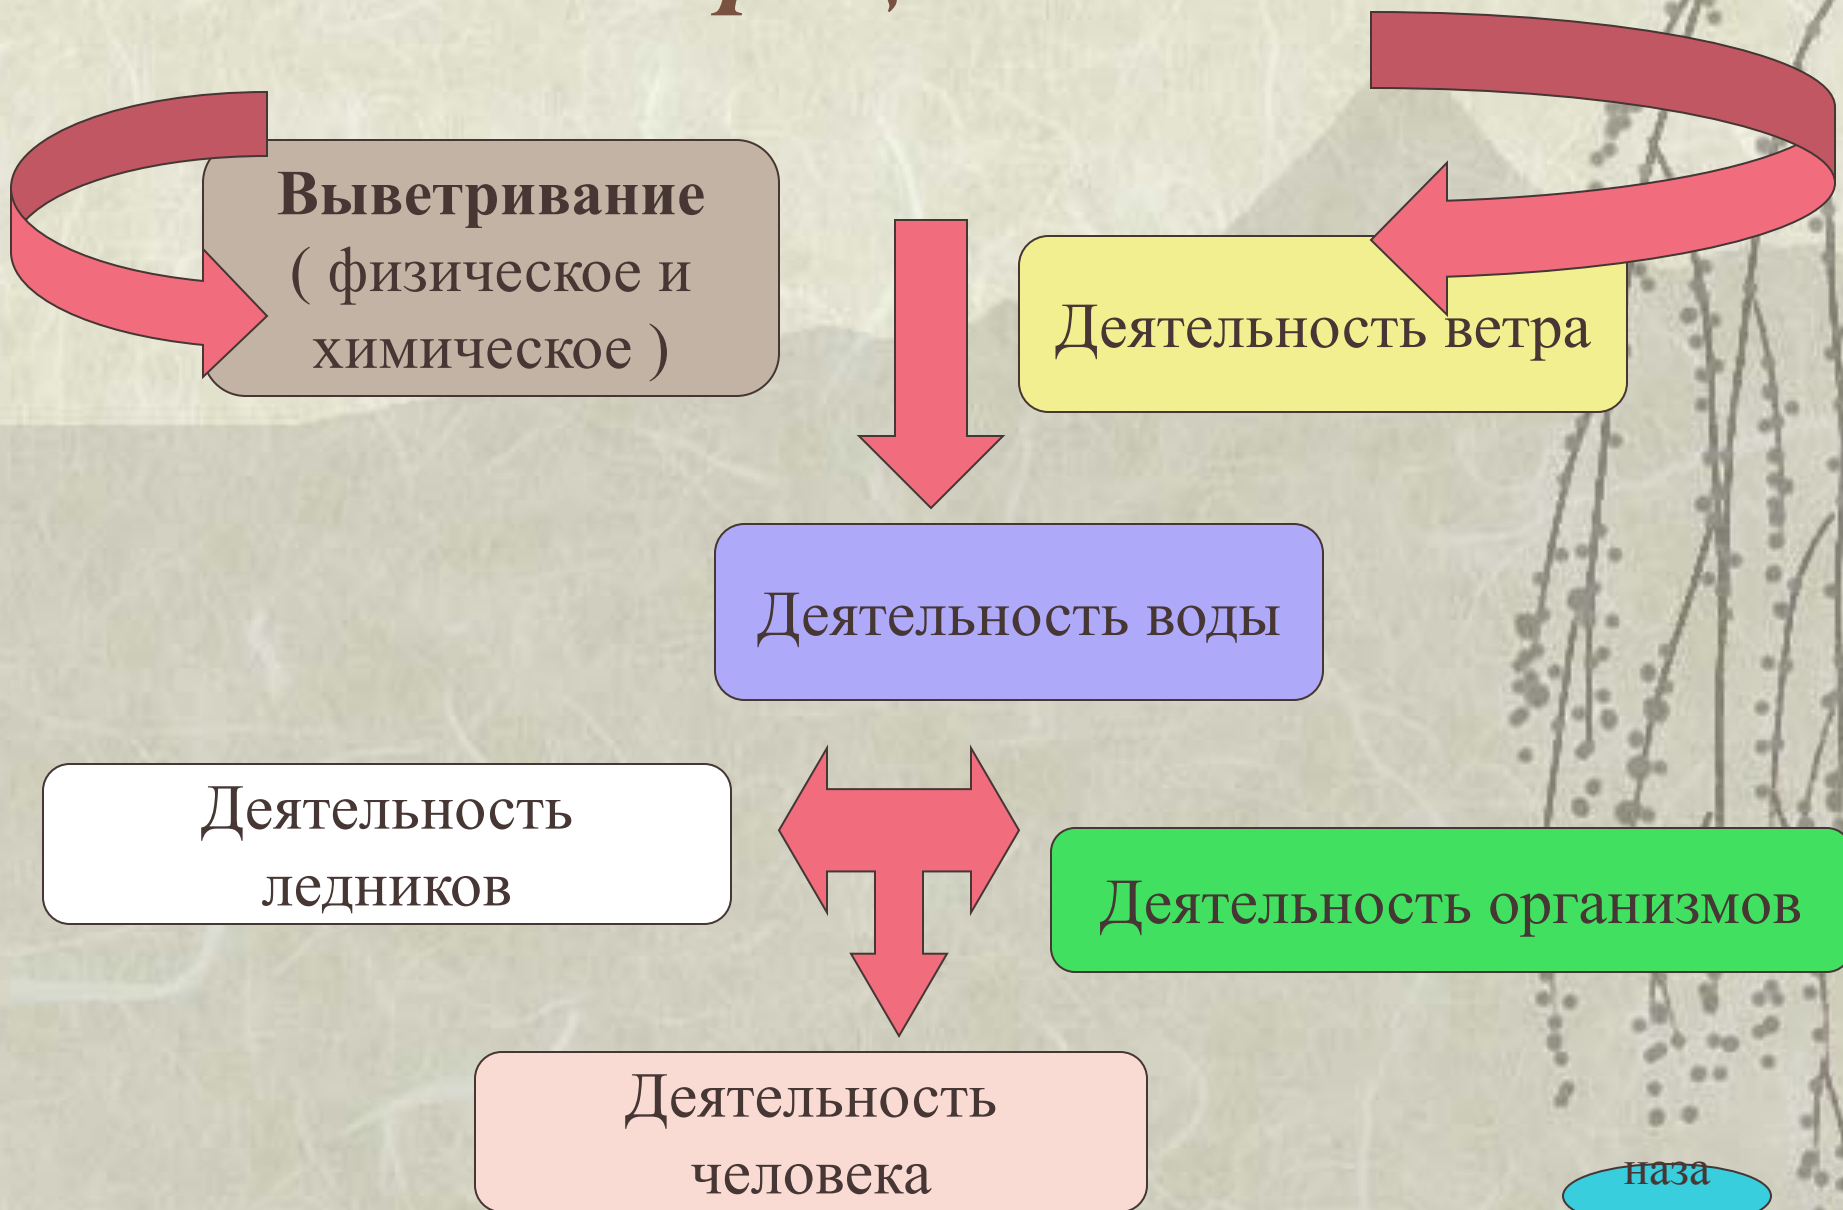 Выветривание
( физическое и
химическое )
Деятельность ветра
Деятельность воды
Деятельность
ледников
Деятельность организмов
Деятельность
человека
наза